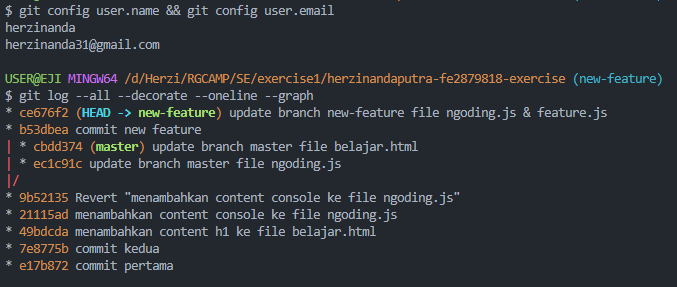 $ git config user.name && git config user.email
herzinanda
herzinanda31@gmail.com
USER@EJI MINGW64 /d/Herzi/RGCAMP/SE/exercise1/herzinandaputra-fe2879818-exercise (new-feature)
$ git log --all --decorate --oneline --graph
* ce676f2 (HEAD -> new-feature) update branch new-feature file ngoding.js & feature.js
* b53dbea commit new feature
| * cbdd374 (master) update branch master file belajar.html
| * ec1c91c update branch master file ngoding.js
|/
* 9b52135 Revert "menambahkan content console ke file ngoding.js"
* 21115ad menambahkan content console ke file ngoding.js
* 49bdcda menambahkan content h1 ke file belajar.html
* 7e8775b commit kedua
* e17b872 commit pertama